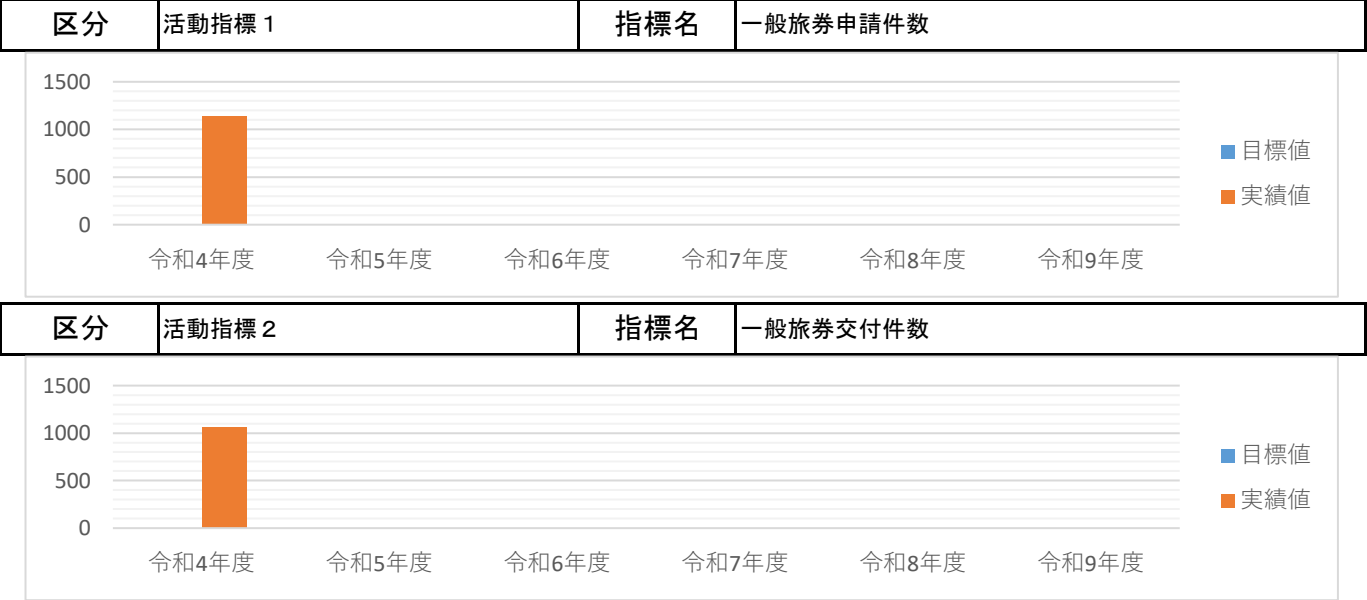 区分 活動指標１ 指標名 一般旅券申請件数
1500
1000
500
0
令和4年度 令和5年度 令和6年度 令和7年度 令和8年度 令和9年度
目標値
実績値
区分 活動指標２ 指標名 一般旅券交付件数
1500
1000
500
0
令和4年度 令和5年度 令和6年度 令和7年度 令和8年度 令和9年度
目標値
実績値